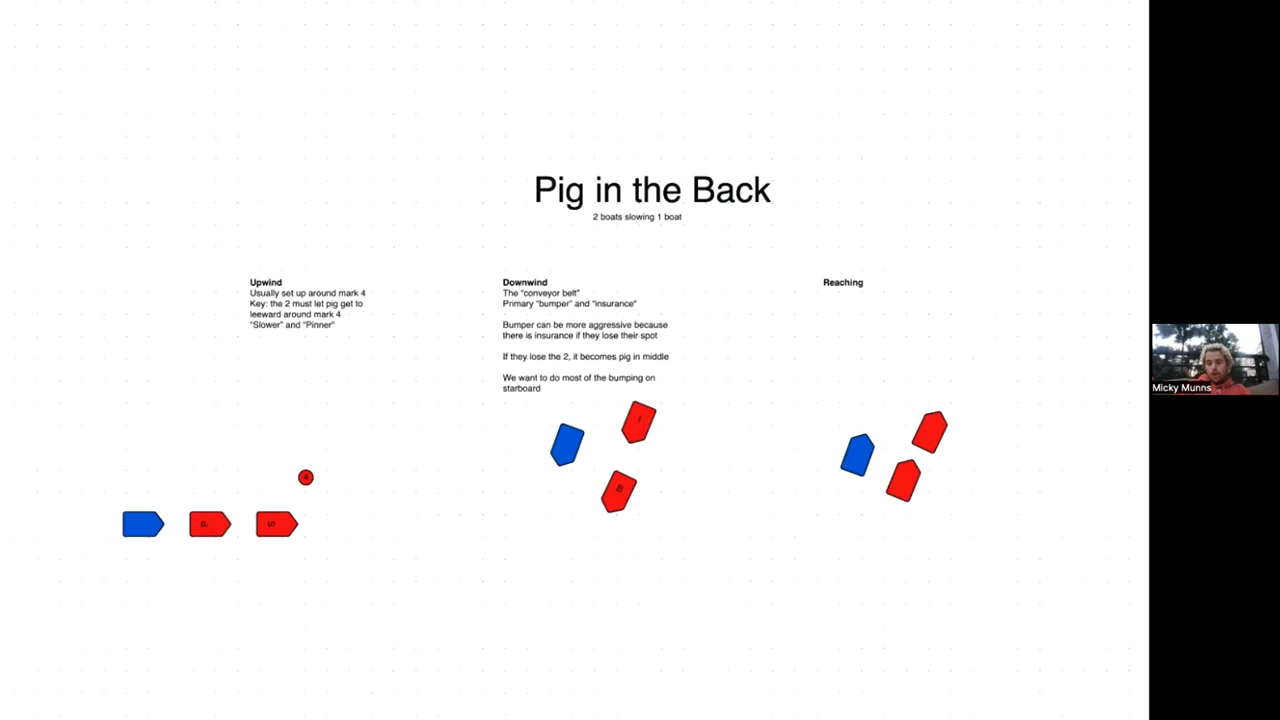 Pig in the Back
2 boats slowing 1 boat
Upwind
Usually set up around mark 4
Key: the 2 must let pig get to
leeward around mark 4
"Slower" and "Pinner"
Downwind
The "conveyor belt"
Primary "bumper" and "insurance"
Bumper can be more aggressive because
there is insurance if they lose their spot
If they lose the 2, it becomes pig in middle
We want to do most of the bumping on
starboard
Reaching
I
B
4
P
S
Micky Munns